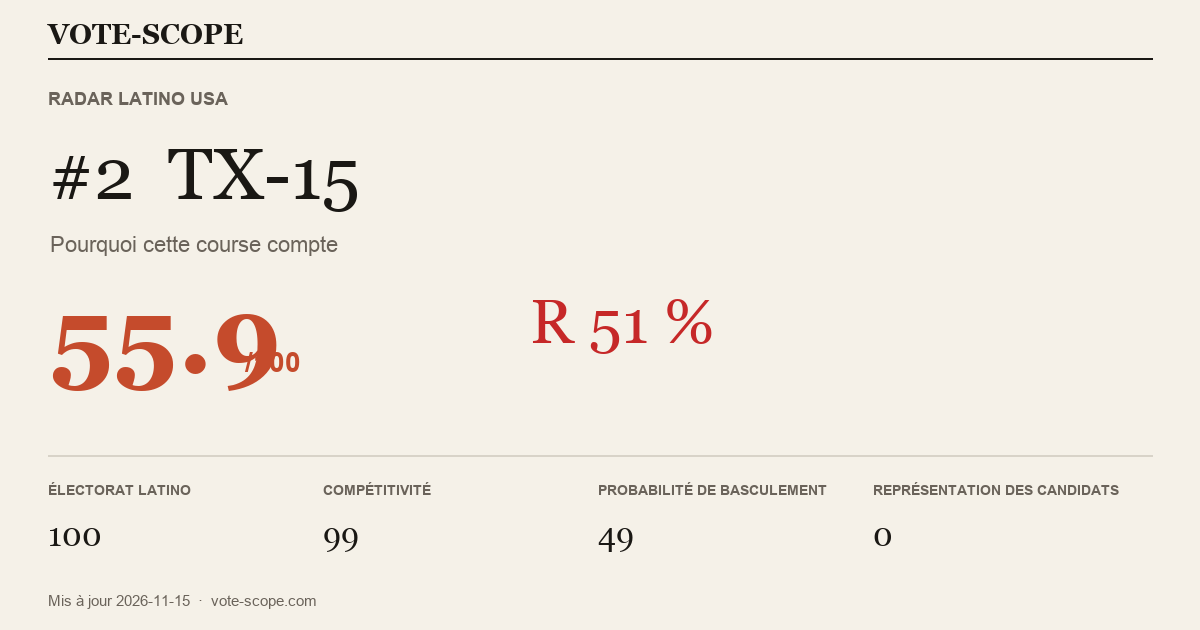 VOTE-SCOPE
RADAR LATINO USA
#2 TX-15
Pourquoi cette course compte
55.9 /100
R 51 %
ÉLECTORAT LATINO
COMPÉTITIVITÉ
PROBABILITÉ DE BASCULEMENT
REPRÉSENTATION DES CANDIDATS
100
99
49
0
Mis à jour 2026-11-15 · vote-scope.com